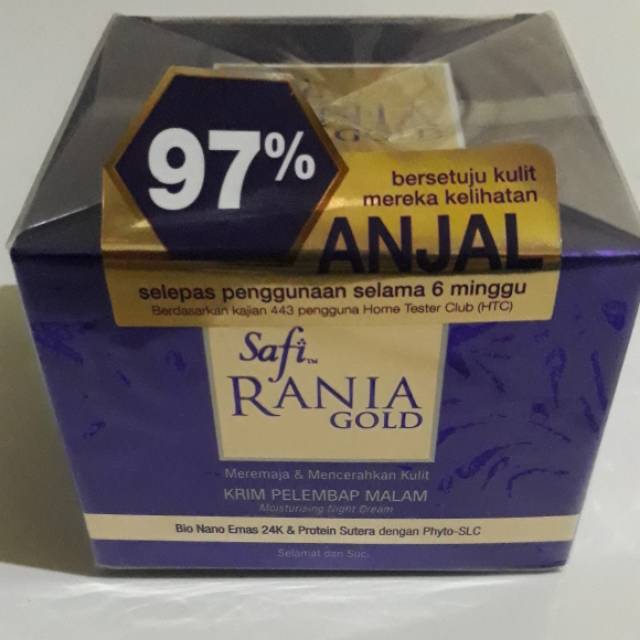 97%
bersetuju kulit
mereka kelihatan
ANJAL
selepas penggunaan selama 6 minggu
Berdasarkan kajian 443 pengguna Home Tester Club (HTC)
Safi™
RANIA
GOLD
Meremaja & Mencerahkan Kulit
KRIM PELEMBAP MALAM
Moisturising Night Dream
Bio Nano Emas 24K & Protein Sutera dengan Phyto-SLC
Selamat dan Suci